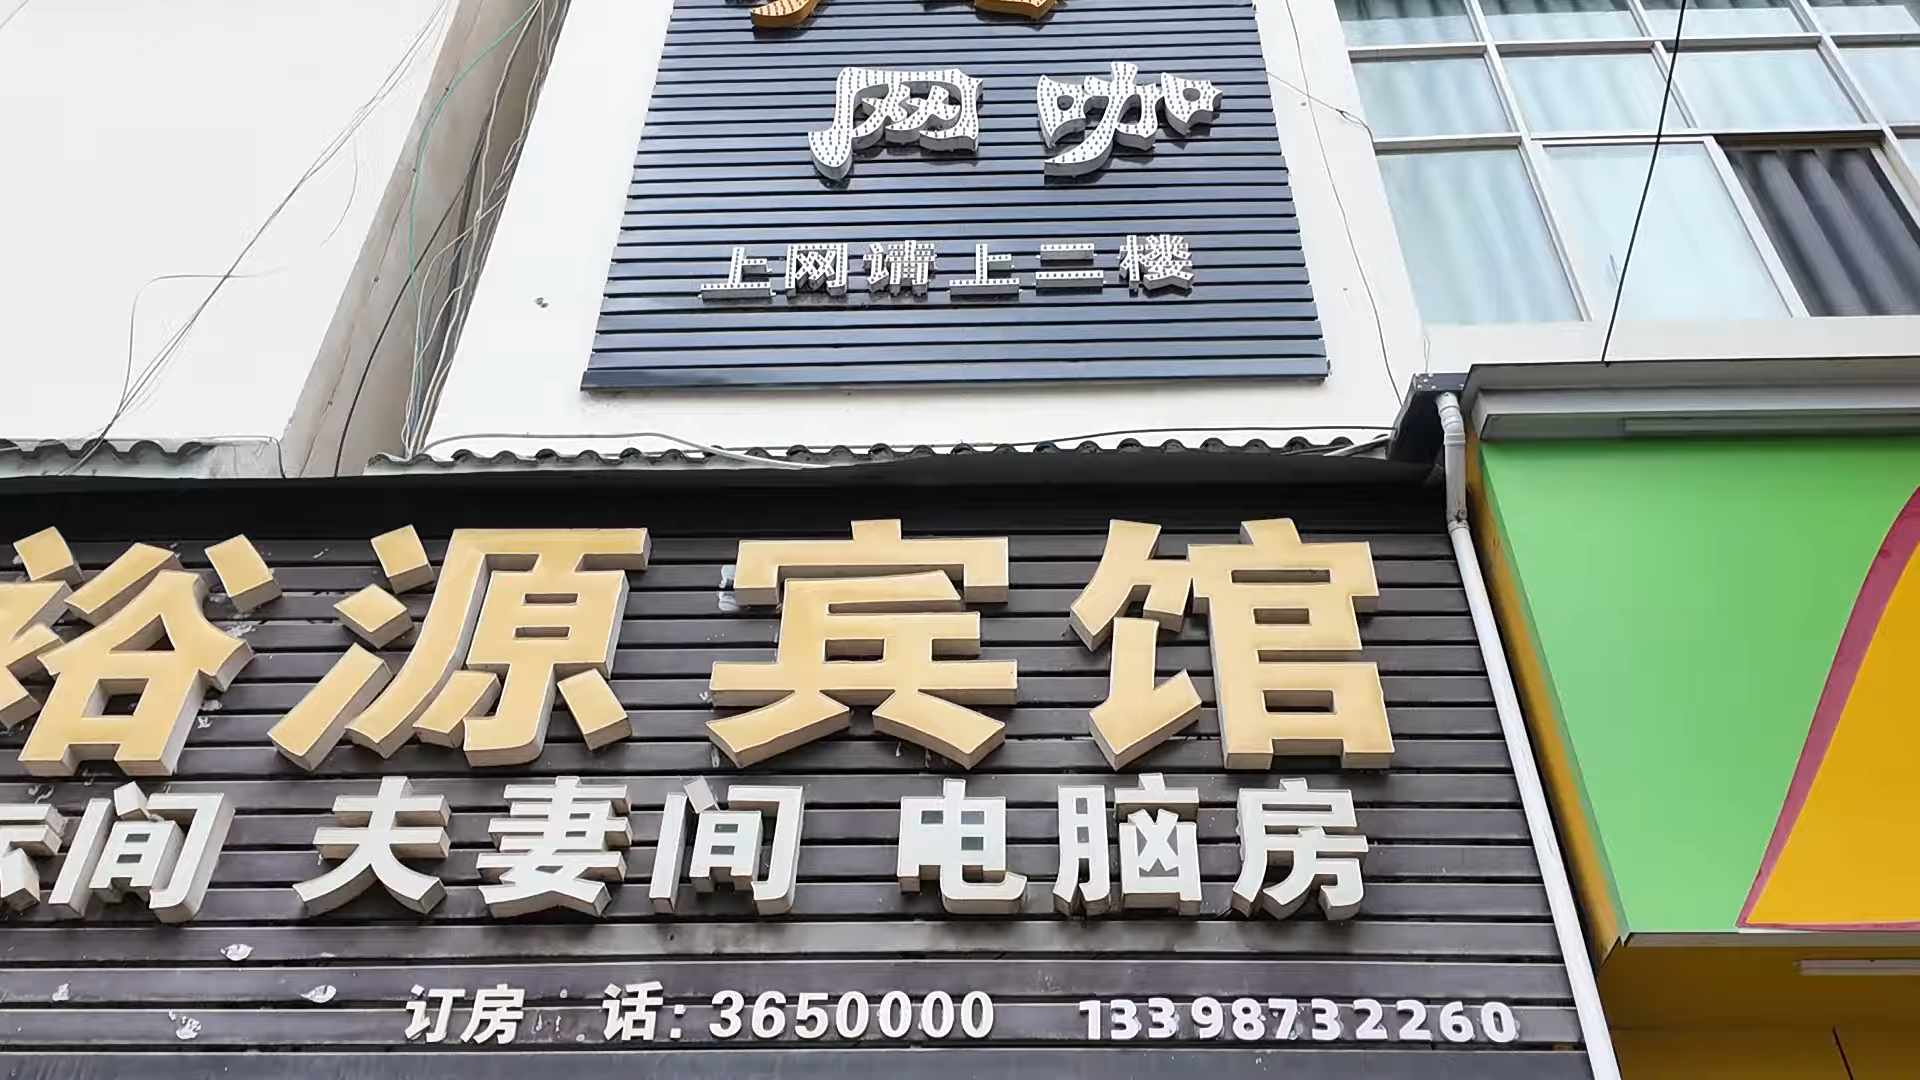 网咖
上网请上二楼
裕源宾馆
间 夫妻间 电脑房
订房 话:3650000 13398732260